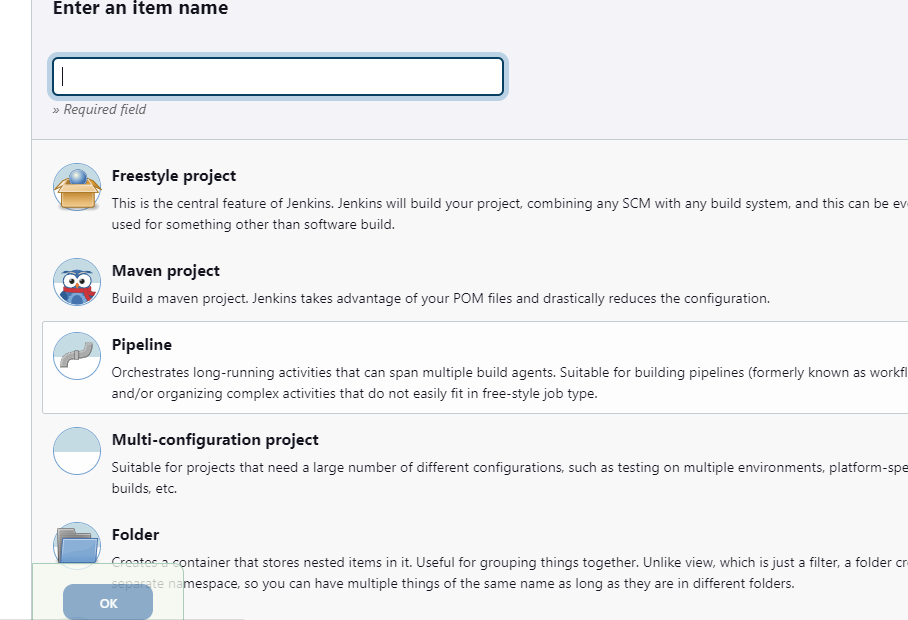 Enter an item name
» Required field
Freestyle project
This is the central feature of Jenkins. Jenkins will build your project, combining any SCM with any build system, and this can be ev
used for something other than software build.
Maven project
Build a maven project. Jenkins takes advantage of your POM files and drastically reduces the configuration.
Pipeline
Orchestrates long-running activities that can span multiple build agents. Suitable for building pipelines (formerly known as workfl
and/or organizing complex activities that do not easily fit in free-style job type.
Multi-configuration project
Suitable for projects that need a large number of different configurations, such as testing on multiple environments, platform-spe
builds, etc.
Folder
Creates a container that stores nested items in it. Useful for grouping things together. Unlike view, which is just a filter, a folder cr
separate namespace, so you can have multiple things of the same name as long as they are in different folders.
OK